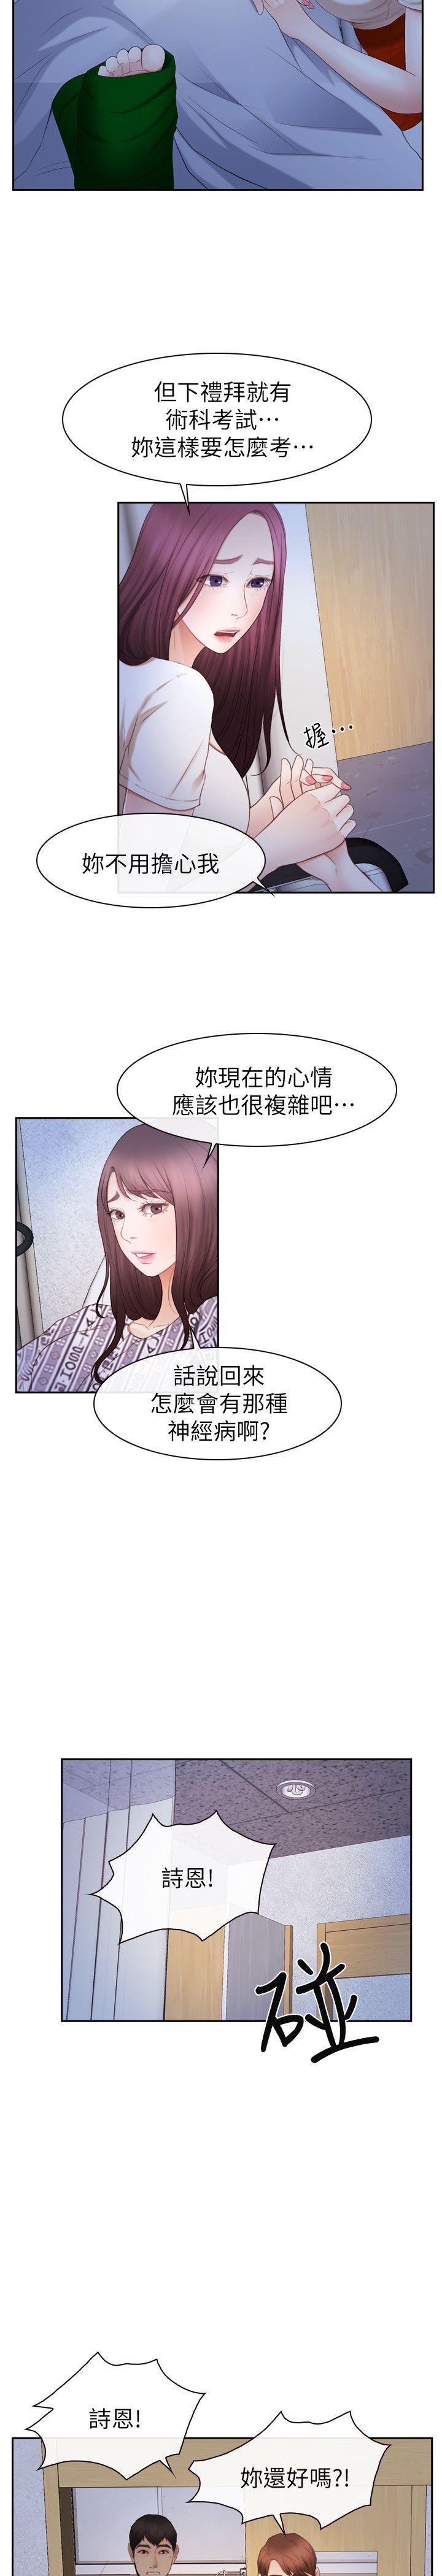 但下禮拜就有
術科考試…
妳這樣要怎麼考…
握…
妳不用擔心我
妳現在的心情
應該也很複雜吧…
話說回來
怎麼會有那種
神經病啊?
詩恩!
碰
詩恩!
妳還好嗎?!